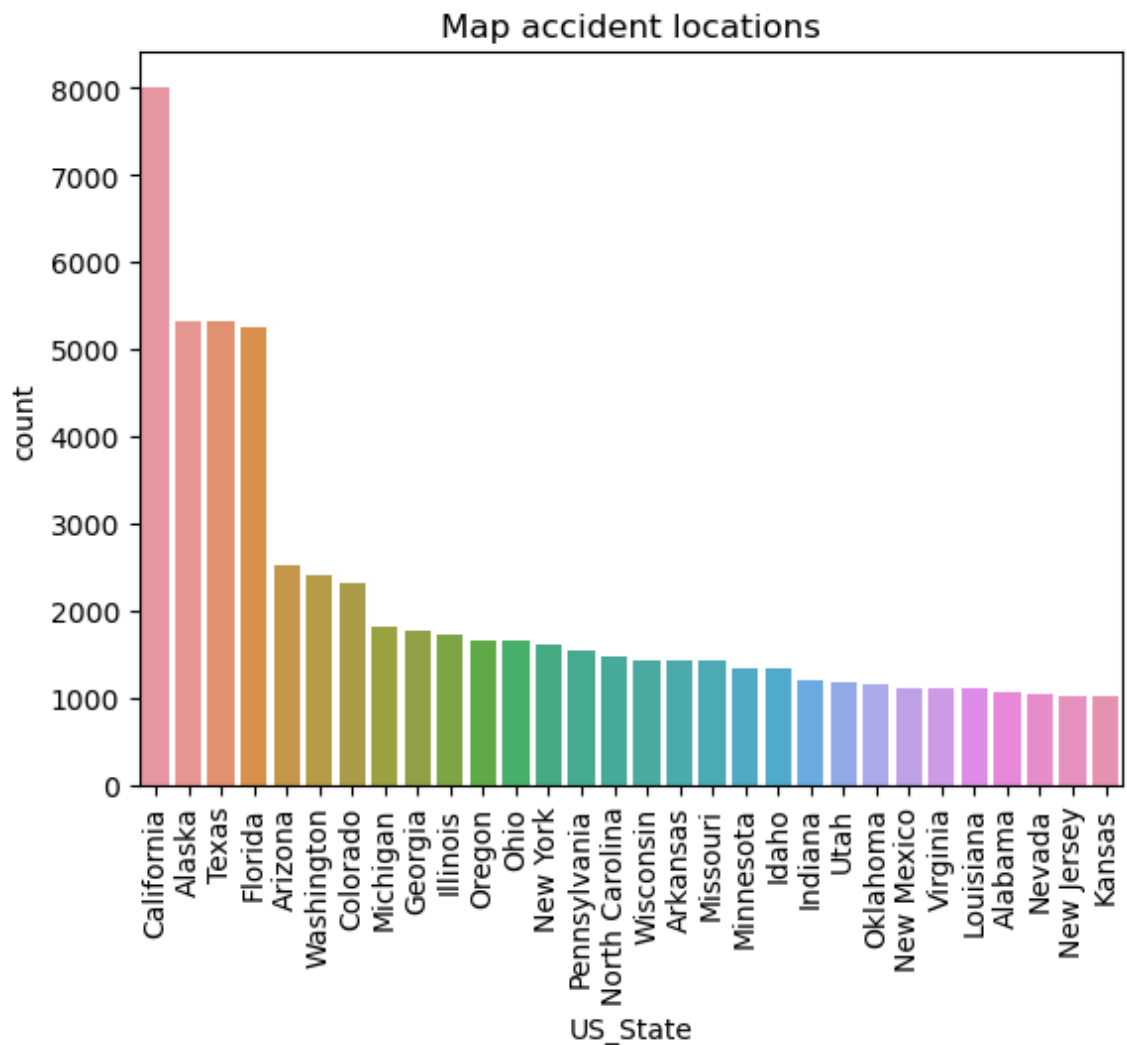 Map accident locations
8000
7000
6000
5000
4000
3000
2000
1000
0
count
California
Alaska
Texas
Florida
Arizona
Washington
Colorado
Michigan
Georgia
Illinois
Oregon
Ohio
New York
Pennsylvania
North Carolina
Wisconsin
Arkansas
Missouri
Minnesota
Idaho
Indiana
Utah
Oklahoma
New Mexico
Virginia
Louisiana
Alabama
Nevada
New Jersey
Kansas
US_State